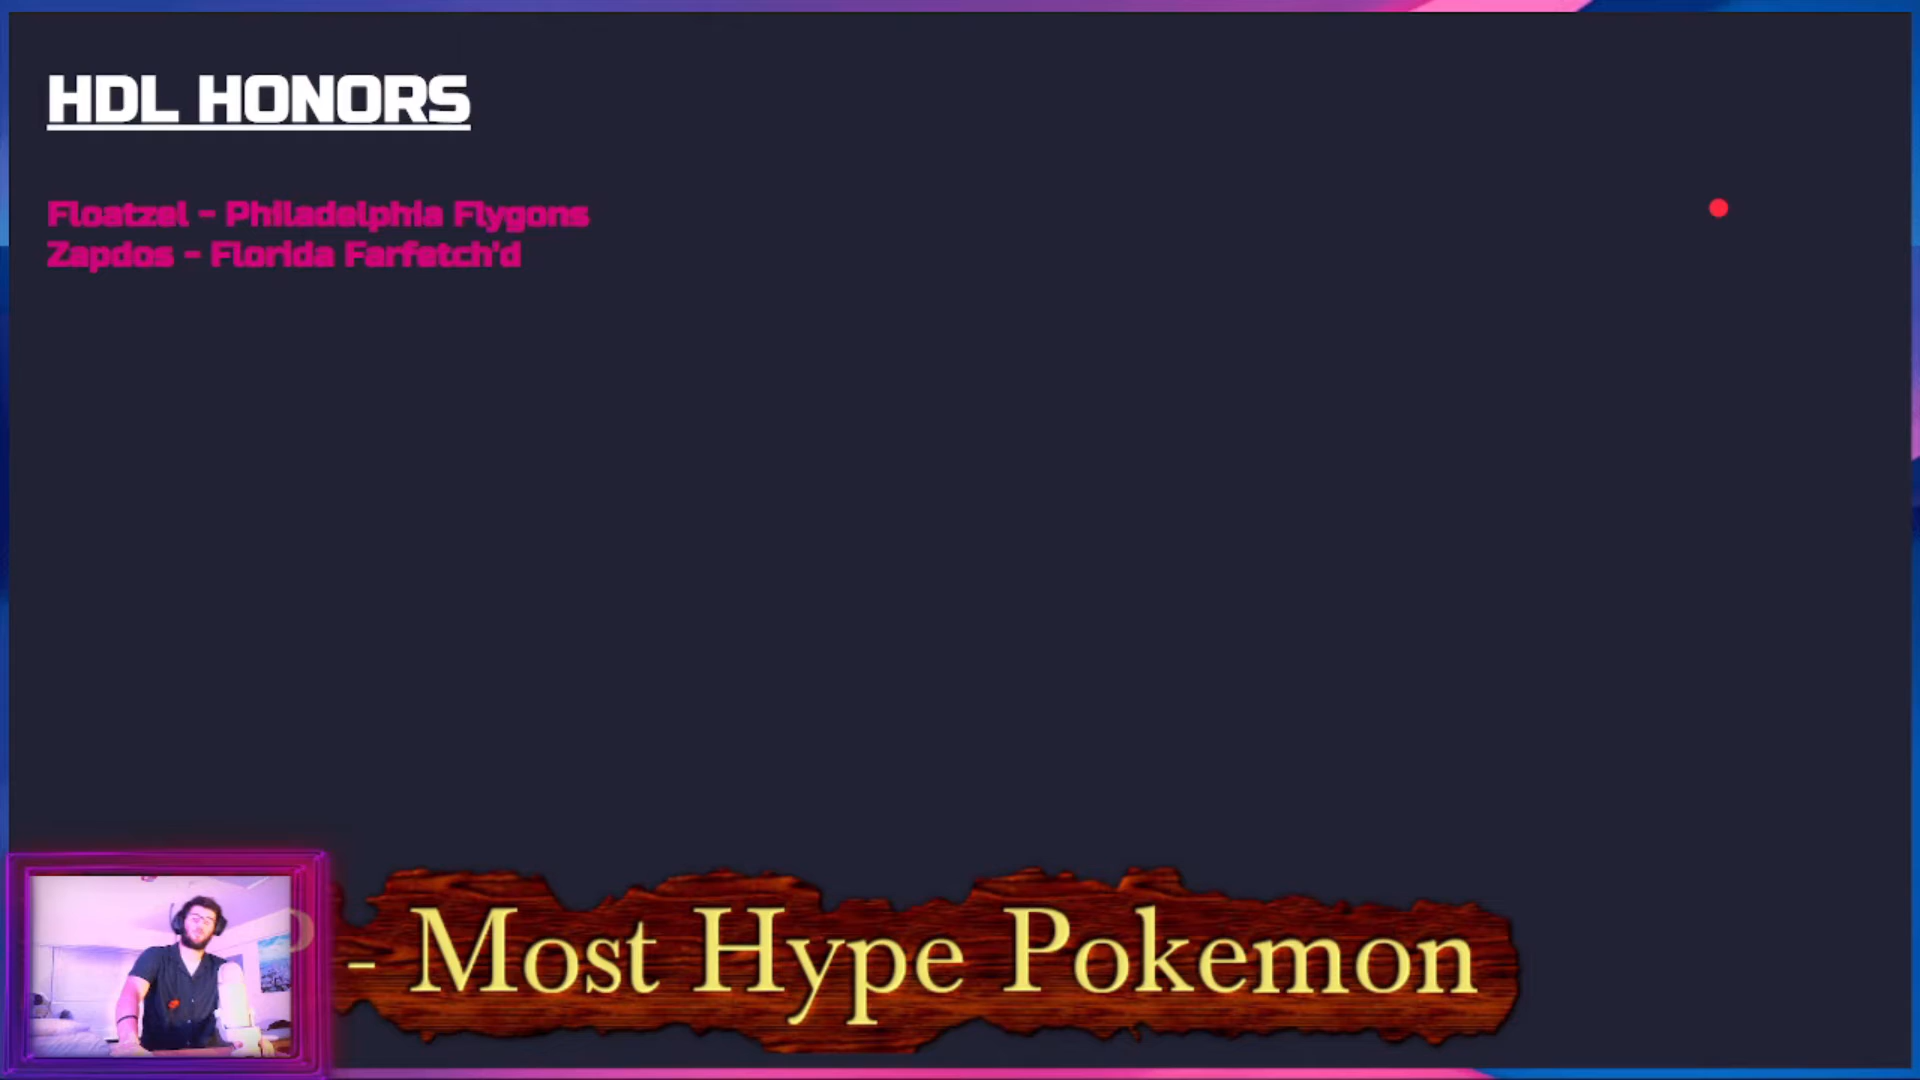 HDL HONORS
Floatzel - Philadelphia Flygons
Zapdos - Florida Farfetch'd
- Most Hype Pokemon